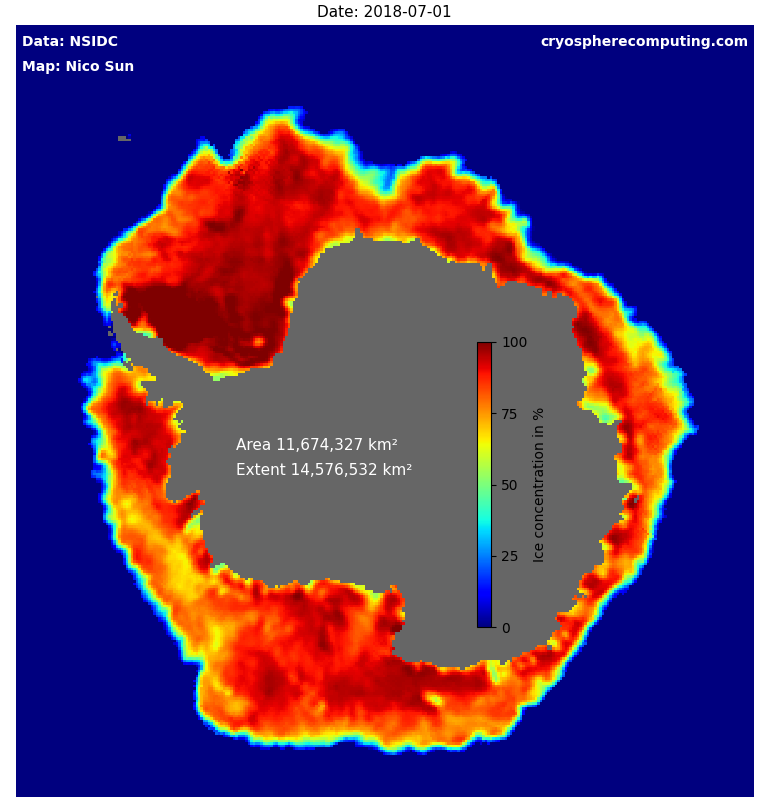 Date: 2018-07-01
Data: NSIDC
cryospherecomputing.com
Map: Nico Sun
Area 11,674,327 km²
Extent 14,576,532 km²
100
75
50
25
0
Ice concentration in %